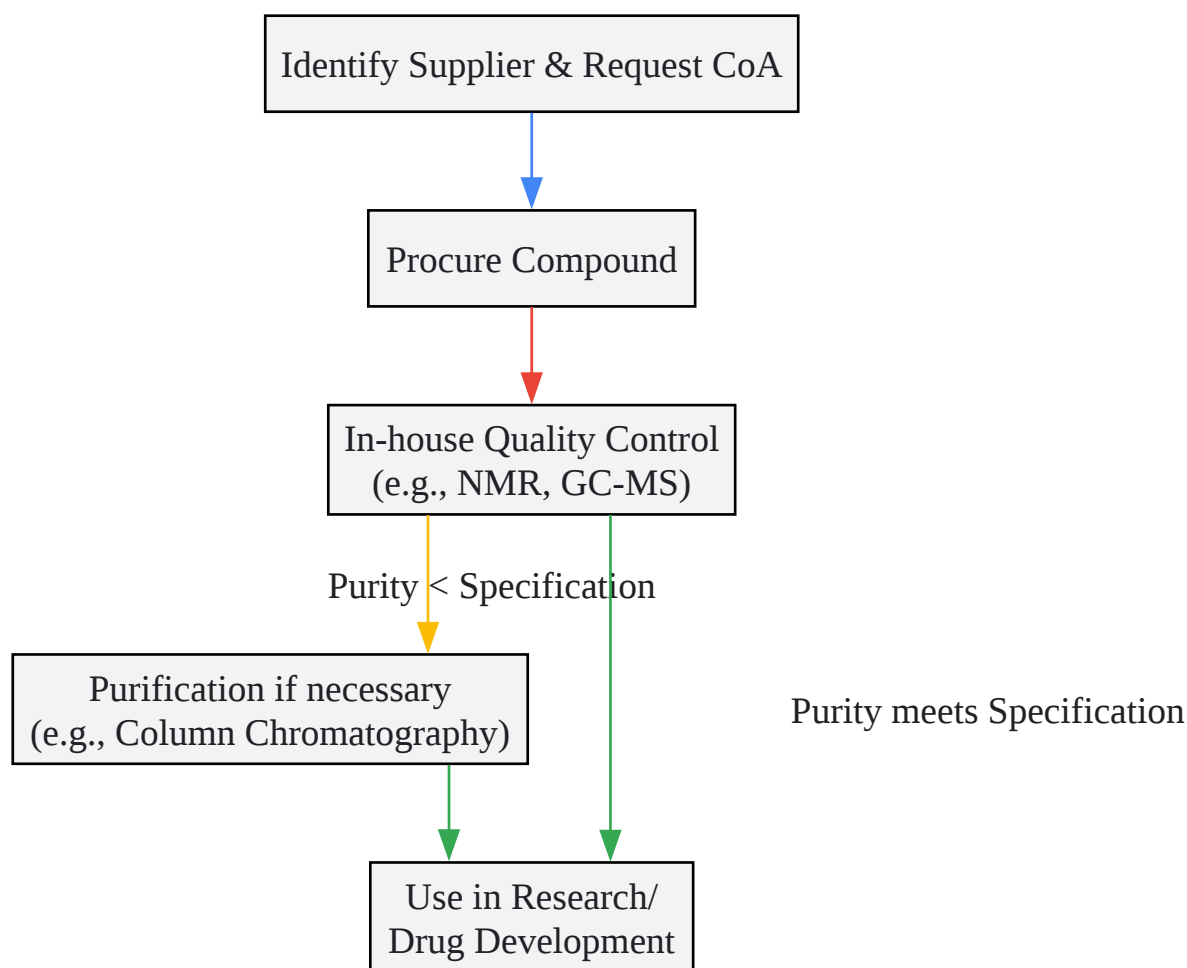 Identify Supplier & Request CoA
Procure Compound
In-house Quality Control
(e.g., NMR, GC-MS)
Purity < Specification
Purification if necessary
(e.g., Column Chromatography)
Purity meets Specification
Use in Research/
Drug Development